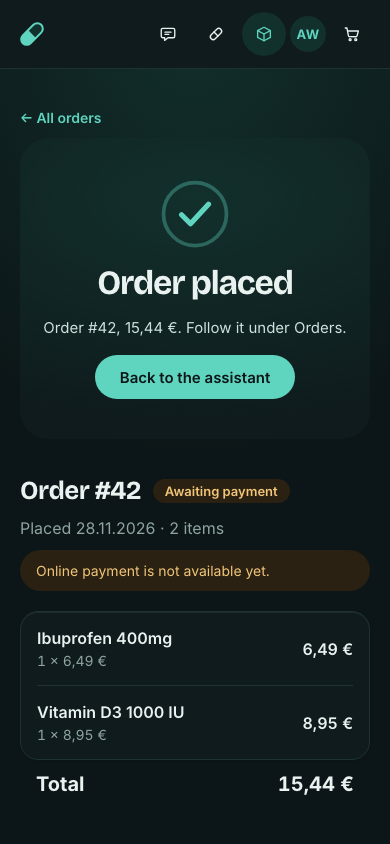 AW
← All orders
Order placed
Order #42, 15,44 €. Follow it under Orders.
Back to the assistant
Order #42 Awaiting payment
Placed 28.11.2026 · 2 items
Online payment is not available yet.
Ibuprofen 400mg
6,49 €
1 × 6,49 €
Vitamin D3 1000 IU
8,95 €
1 × 8,95 €
Total 15,44 €